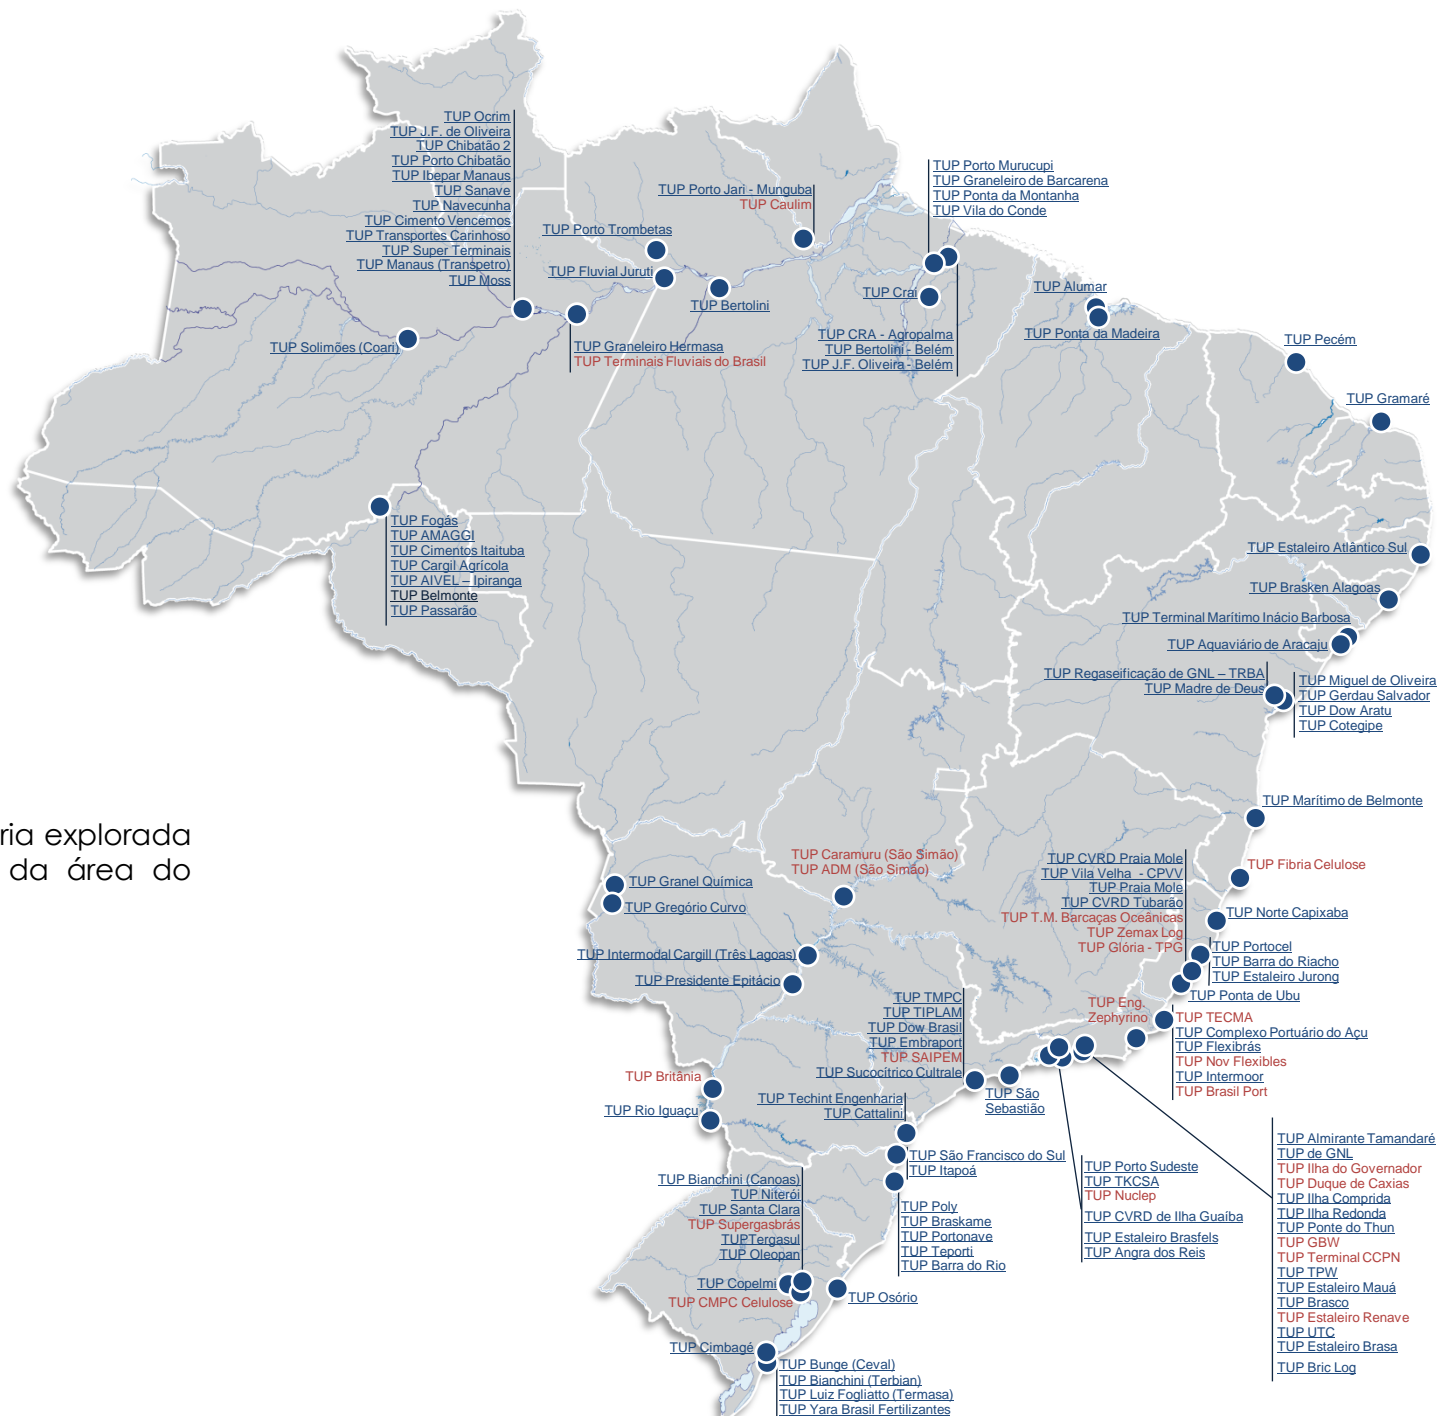 TUP Ocrim
TUP J.F. de Oliveira
TUP Chibatão 2
TUP Porto Chibatão
TUP Ibepar Manaus
TUP Sanave
TUP Navecunha
TUP Cimento Vencemos
TUP Transportes Carinhoso
TUP Super Terminais
TUP Manaus (Transpetro)
TUP Moss
TUP Solimões (Coari)
TUP Graneleiro Hermasa
TUP Terminais Fluviais do Brasil
TUP Porto Trombetas
TUP Fluvial Juruti
TUP Bertolini
TUP Porto Jari - Munguba
TUP Caulim
TUP Porto Murucupi
TUP Graneleiro de Barcarena
TUP Ponta da Montanha
TUP Vila do Conde
TUP Crai
TUP CRA - Agropalma
TUP Bertolini - Belém
TUP J.F. Oliveira - Belém
TUP Alumar
TUP Ponta da Madeira
TUP Pecém
TUP Gramaré
TUP Fogás
TUP AMAGGI
TUP Cimentos Itaituba
TUP Cargil Agrícola
TUP AIVEL – Ipiranga
TUP Belmonte
TUP Passarão
TUP Estaleiro Atlântico Sul
TUP Brasken Alagoas
TUP Terminal Marítimo Inácio Barbosa
TUP Aquaviário de Aracaju
TUP Regaseificação de GNL – TRBA
TUP Madre de Deus
TUP Miguel de Oliveira
TUP Gerdau Salvador
TUP Dow Aratu
TUP Cotegipe
TUP Marítimo de Belmonte
TUP Fibria Celulose
TUP Norte Capixaba
ria explorada
da área do
TUP Granel Química
TUP Gregório Curvo
TUP Caramuru (São Simão)
TUP ADM (São Simão)
TUP Intermodal Cargill (Três Lagoas)
TUP Presidente Epitácio
TUP CVRD Praia Mole
TUP Vila Velha - CPVV
TUP Praia Mole
TUP CVRD Tubarão
TUP T.M. Barcaças Oceânicas
TUP Zemax Log
TUP Glória - TPG
TUP Portocel
TUP Barra do Riacho
TUP Estaleiro Jurong
TUP Ponta de Ubu
TUP Eng.
Zephyrino
TUP TECMA
TUP Complexo Portuário do Açu
TUP Flexibrás
TUP Nov Flexibles
TUP Intermoor
TUP Brasil Port
TUP TMPC
TUP TIPLAM
TUP Dow Brasil
TUP Embraport
TUP SAIPEM
TUP Sucocítrico Cultrale
TUP São
Sebastião
TUP Britânia
TUP Rio Iguaçu
TUP Techint Engenharia
TUP Cattalini
TUP São Francisco do Sul
TUP Itapoá
TUP Poly
TUP Braskame
TUP Portonave
TUP Teporti
TUP Barra do Rio
TUP Porto Sudeste
TUP TKCSA
TUP Nuclep
TUP CVRD de Ilha Guaíba
TUP Estaleiro Brasfels
TUP Angra dos Reis
TUP Almirante Tamandaré
TUP de GNL
TUP Ilha do Governador
TUP Duque de Caxias
TUP Ilha Comprida
TUP Ilha Redonda
TUP Ponte do Thun
TUP GBW
TUP Terminal CCPN
TUP TPW
TUP Estaleiro Mauá
TUP Brasco
TUP Estaleiro Renave
TUP UTC
TUP Estaleiro Brasa
TUP Bric Log
TUP Bianchini (Canoas)
TUP Niterói
TUP Santa Clara
TUP Supergasbrás
TUPTergasul
TUP Oleopan
TUP Copelmi
TUP CMPC Celulose
TUP Osório
TUP Cimbagé
TUP Bunge (Ceval)
TUP Bianchini (Terbian)
TUP Luiz Fogliatto (Termasa)
TUP Yara Brasil Fertilizantes